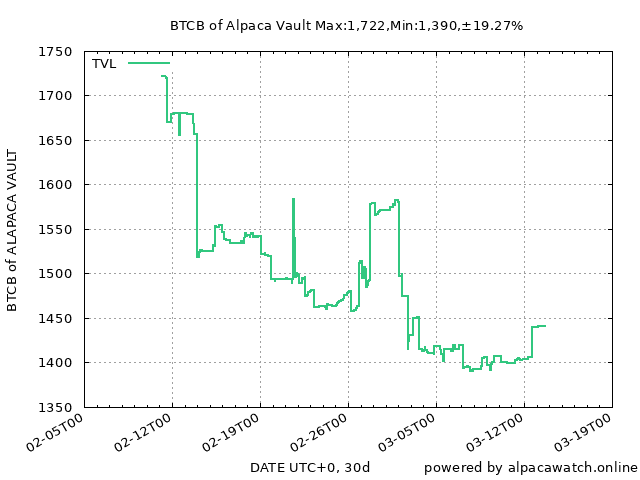 BTCB of Alpaca Vault Max:1,722,Min:1,390,±19.27%
TVL
1750
1700
1650
1600
1550
1500
1450
1400
1350
BTCB of ALAPACA VAULT
02-05T00
02-12T00
02-19T00
02-26T00
03-05T00
03-12T00
03-19T00
DATE UTC+0, 30d
powered by alpacawatch.online